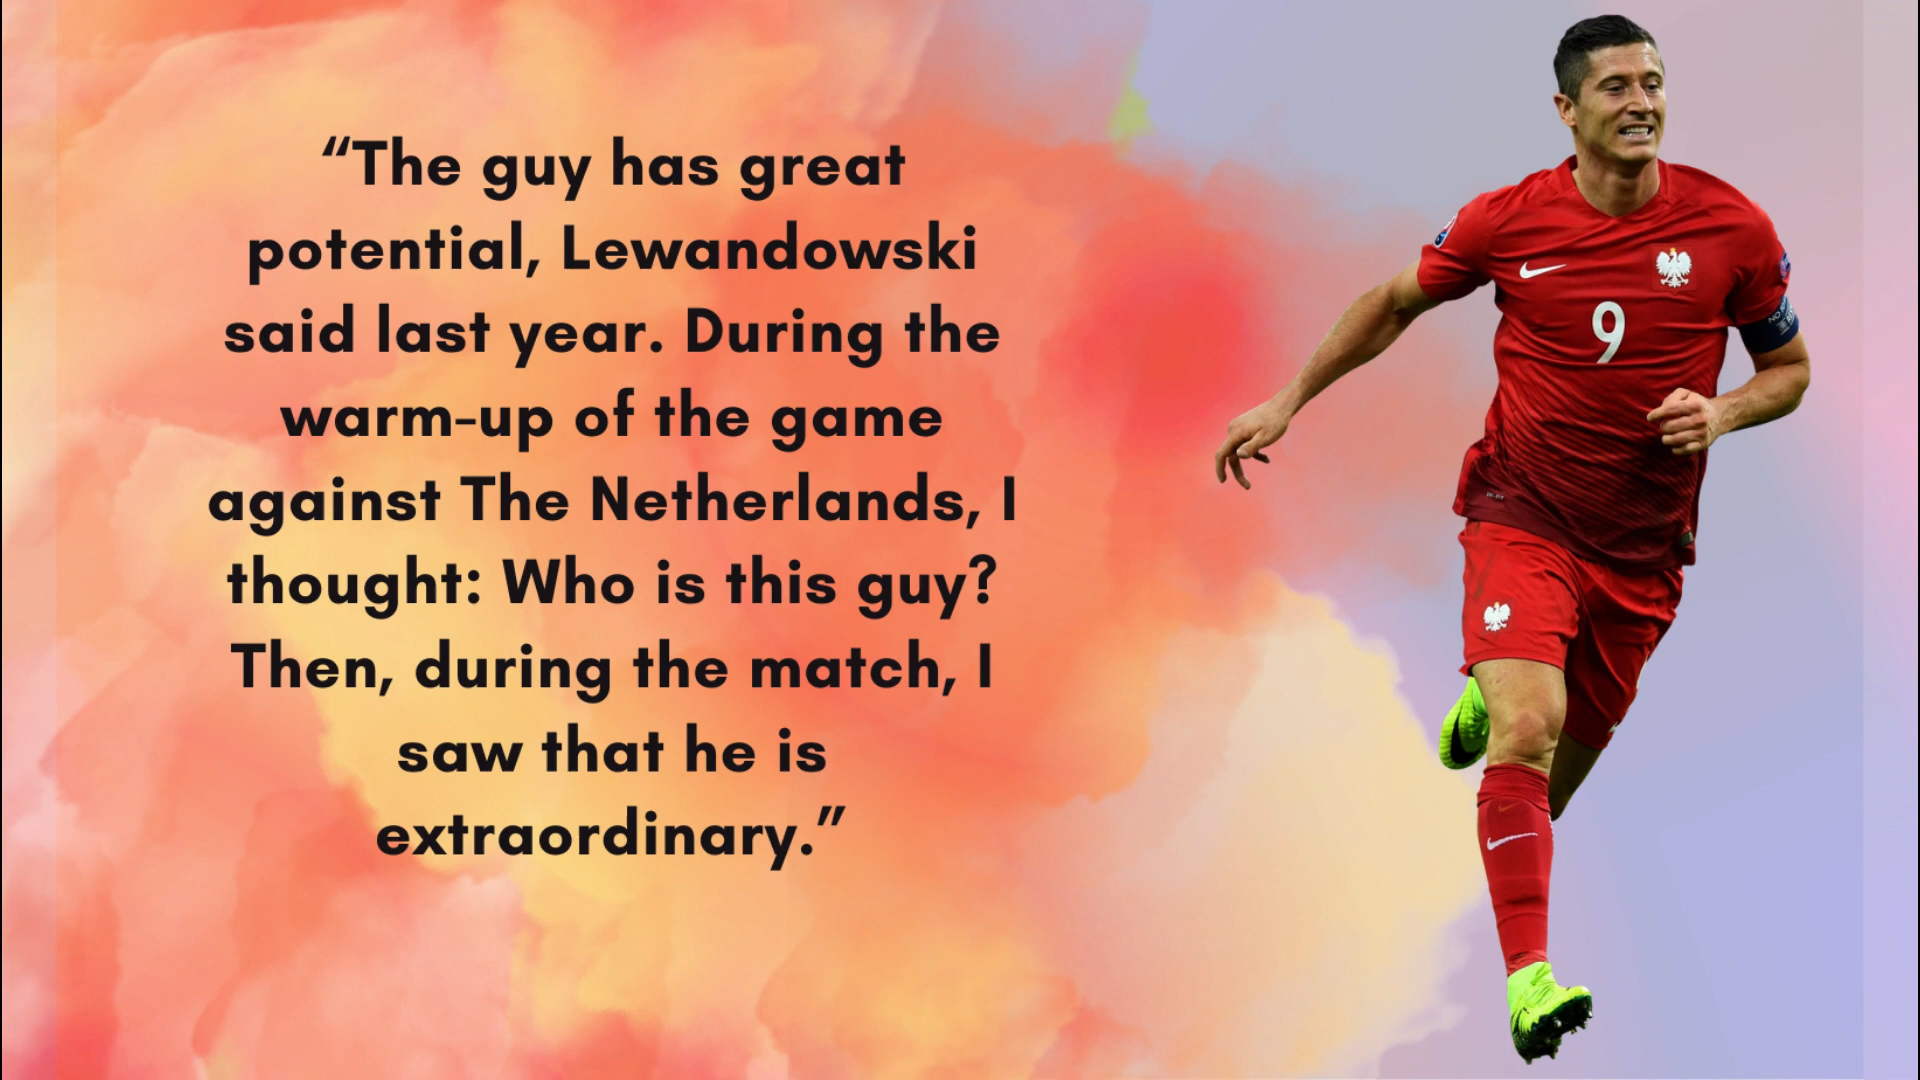 “The guy has great
potential, Lewandowski
said last year. During the
warm-up of the game
against The Netherlands, I
thought: Who is this guy?
Then, during the match, I
saw that he is
extraordinary.”
9